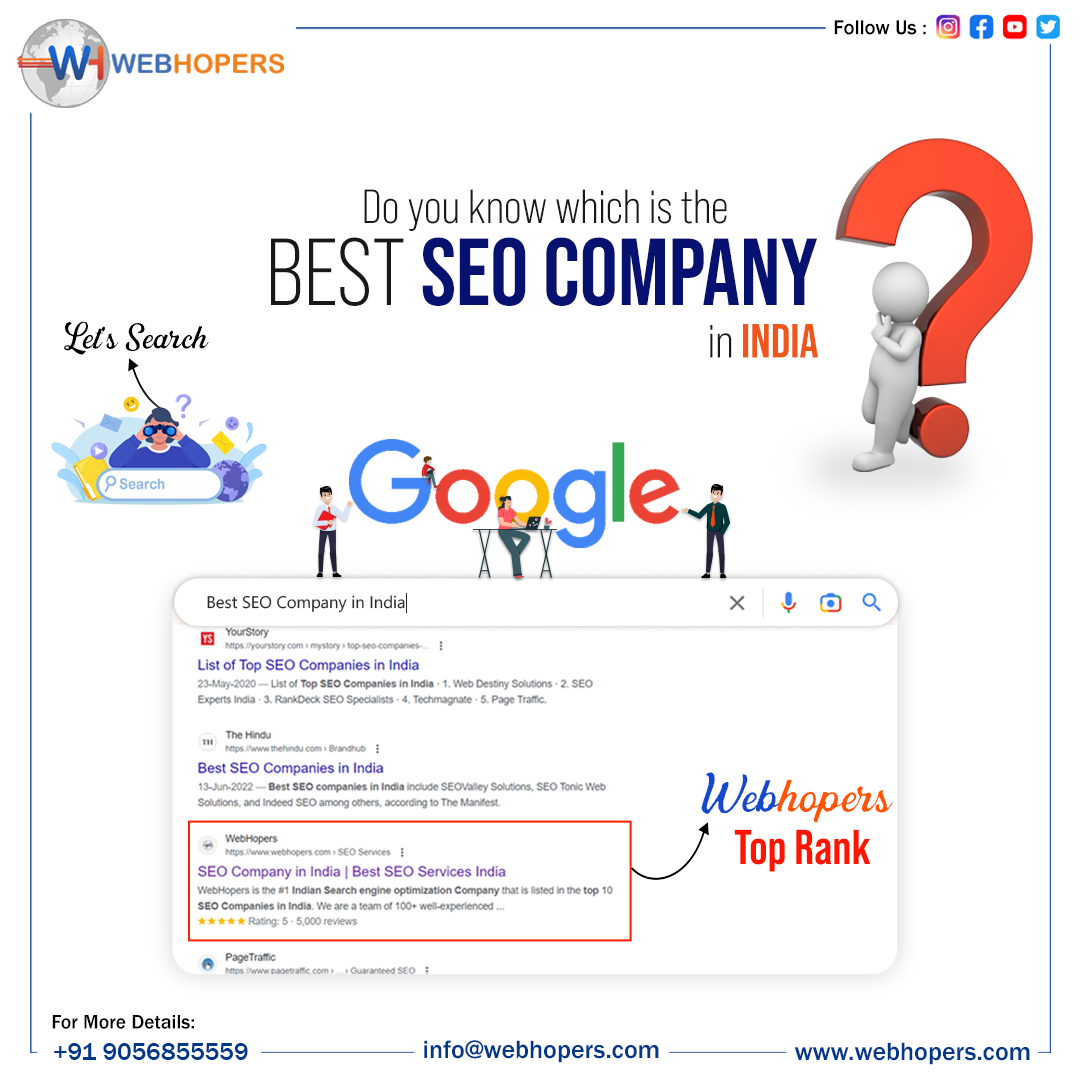 WH WEBHOPERS
Follow Us :
Do you know which is the
BEST SEO COMPANY
in INDIA
Let's Search
Search
Google
Best SEO Company in India
YourStory
https://yourstory.com › mystory › top-seo-companies-...
List of Top SEO Companies in India
23-May-2020 — List of Top SEO Companies in India · 1. Web Destiny Solutions · 2. SEO
Experts India · 3. RankDeck SEO Specialists · 4. Techmagnate · 5. Page Traffic.
The Hindu
https://www.thehindu.com › Brandhub
Best SEO Companies in India
13-Jun-2022 — Best SEO companies in India include SEOValley Solutions, SEO Tonic Web
Solutions, and Indeed SEO among others, according to The Manifest.
WebHopers
https://www.webhopers.com › SEO Services
SEO Company in India | Best SEO Services India
WebHopers is the #1 Indian Search engine optimization Company that is listed in the top 10
SEO Companies in India. We are a team of 100+ well-experienced ...
★★★★★ Rating: 5 · 5,000 reviews
PageTraffic
https://www.pagetraffic.com › ... › Guaranteed SEO
Webhopers
Top Rank
For More Details:
+91 9056855559
info@webhopers.com
www.webhopers.com